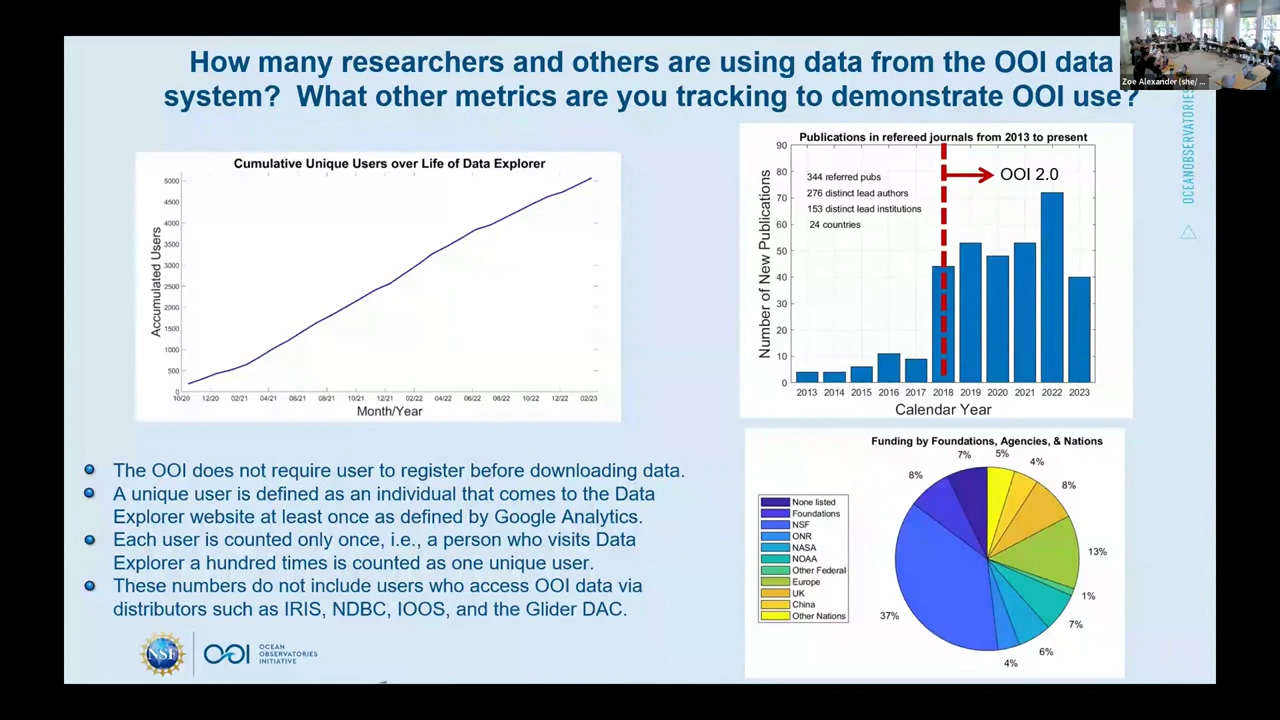 How many researchers and others are using data from the OOI data
system? What other metrics are you tracking to demonstrate OOI use?
Zoe Alexander (she/ ...
OCEANOBSERVATORIES
Cumulative Unique Users over Life of Data Explorer
Accumulated Users
5000
4500
4000
3500
3000
2500
2000
1500
1000
500
0
10/20 12/20 02/21 04/21 06/21 08/21 10/21 12/21 02/22 04/22 06/22 08/22 10/22 12/22 02/23
Month/Year
Publications in refereed journals from 2013 to present
Number of New Publications
90
80
70
60
50
40
30
20
10
0
344 referred pubs
276 distinct lead authors
153 distinct lead institutions
24 countries
OOI 2.0
2013 2014 2015 2016 2017 2018 2019 2020 2021 2022 2023
Calendar Year
The OOI does not require user to register before downloading data.
A unique user is defined as an individual that comes to the Data
Explorer website at least once as defined by Google Analytics.
Each user is counted only once, i.e., a person who visits Data
Explorer a hundred times is counted as one unique user.
These numbers do not include users who access OOI data via
distributors such as IRIS, NDBC, IOOS, and the Glider DAC.
Funding by Foundations, Agencies, & Nations
None listed
Foundations
NSF
ONR
NASA
NOAA
Other Federal
Europe
UK
China
Other Nations
7%
5%
4%
8%
8%
13%
1%
7%
6%
4%
37%
NSF
OOI
OCEAN
OBSERVATORIES
INITIATIVE